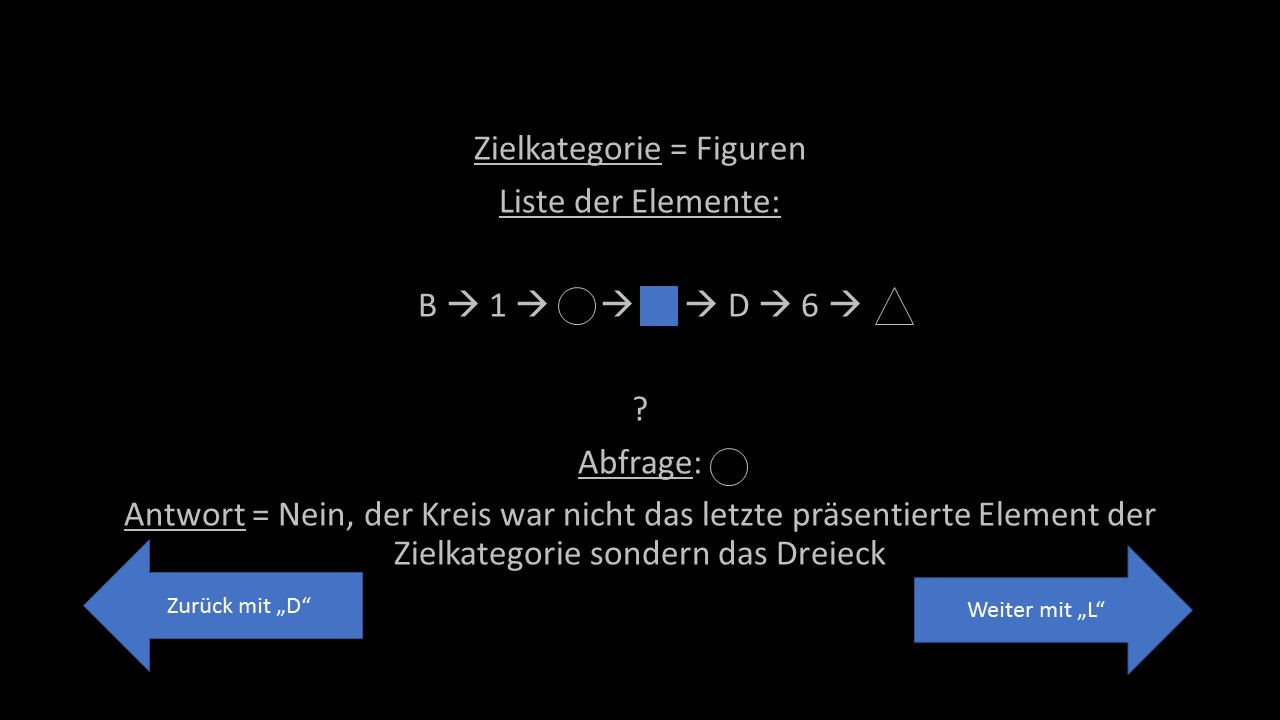 Zielkategorie = Figuren
Liste der Elemente:
B → 1 → → → D → 6 →
?
Abfrage:
Antwort = Nein, der Kreis war nicht das letzte präsentierte Element der
Zielkategorie sondern das Dreieck
Zurück mit „D“
Weiter mit „L“